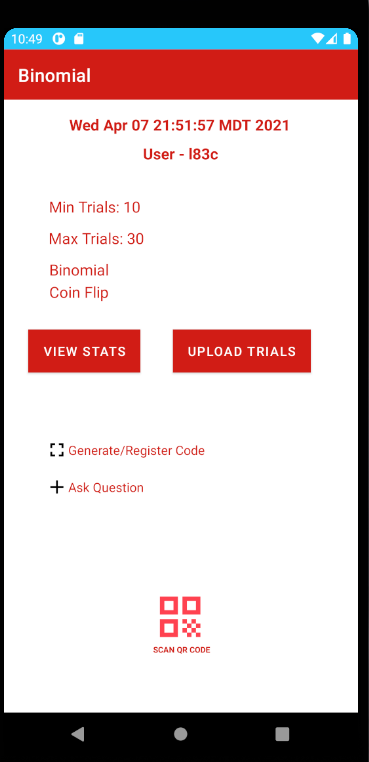 10:49
Binomial
Wed Apr 07 21:51:57 MDT 2021
User - l83c
Min Trials: 10
Max Trials: 30
Binomial
Coin Flip
VIEW STATS
UPLOAD TRIALS
Generate/Register Code
Ask Question
SCAN QR CODE